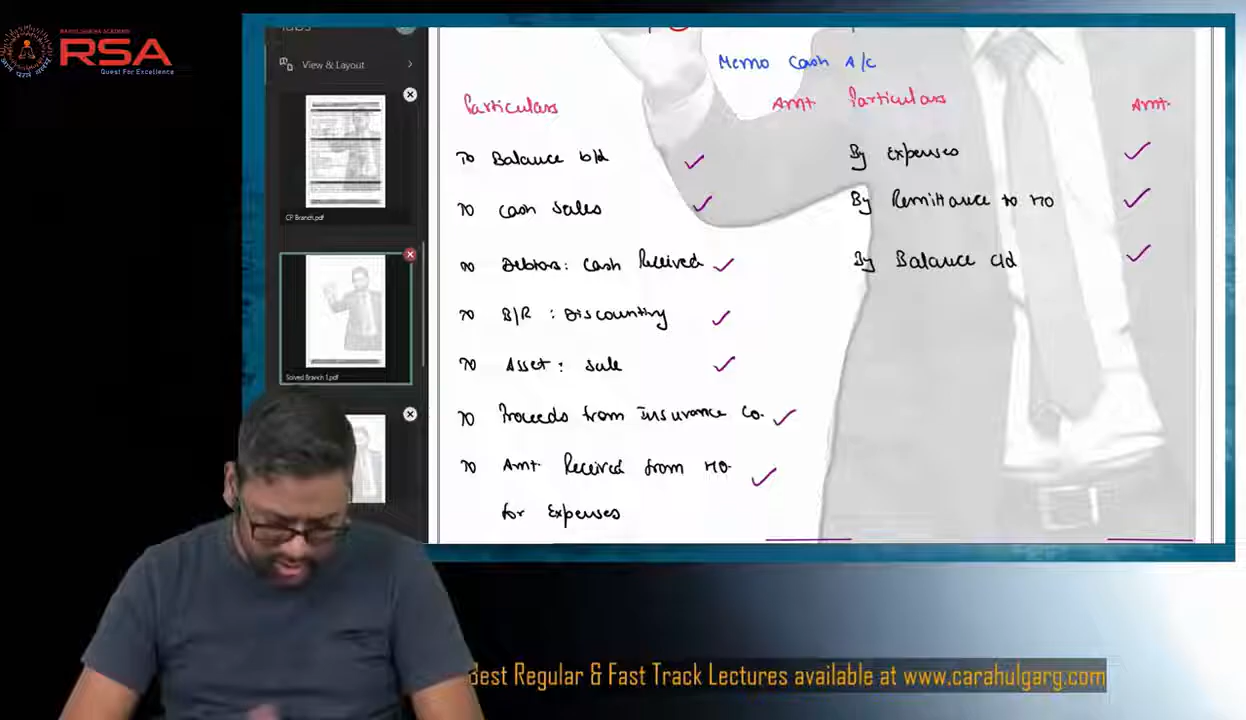 RSA
Quest For Excellence
View & Layout
CP Branch.pdf
Solved Branch 1.pdf
Memo Cash A/c
Particulars Amt. Particulars Amt.
To Balance b/d By Expenses
To Cash Sales By Remittance to HO
To Debtors: Cash Received By Balance c/d
To B/R : Discounting
To Asset : Sale
To Proceeds from Insurance Co.
To Amt. Received from HO
for Expenses
Best Regular & Fast Track Lectures available at www.carahulgarg.com